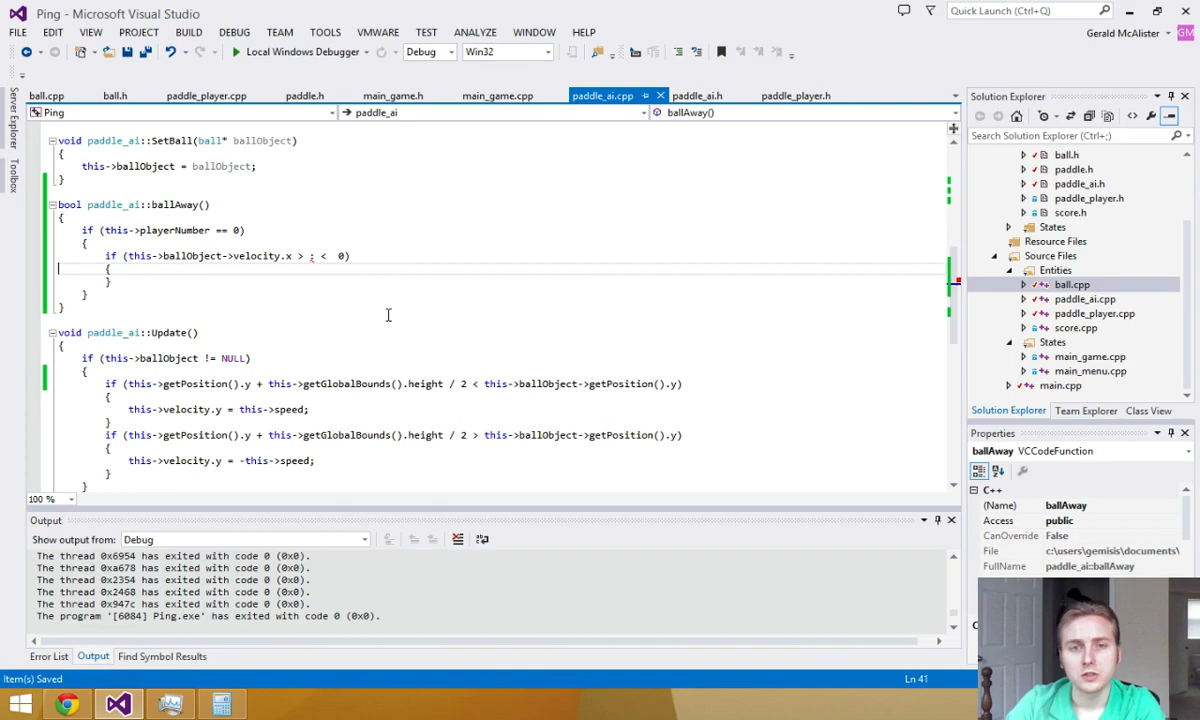 Ping - Microsoft Visual Studio
Quick Launch (Ctrl+Q)
FILE EDIT VIEW PROJECT BUILD DEBUG TEAM TOOLS VMWARE TEST ANALYZE WINDOW HELP
Gerald McAlister GM
Local Windows Debugger Debug Win32
ball.cpp ball.h paddle_player.cpp paddle.h main_game.h main_game.cpp paddle_ai.cpp paddle_ai.h paddle_player.h
Ping paddle_ai ballAway()
Server Explorer
Toolbox
void paddle_ai::SetBall(ball* ballObject)
{
this->ballObject = ballObject;
}
bool paddle_ai::ballAway()
{
if (this->playerNumber == 0)
{
if (this->ballObject->velocity.x > ; < 0)
{
}
}
}
void paddle_ai::Update()
{
if (this->ballObject != NULL)
{
if (this->getPosition().y + this->getGlobalBounds().height / 2 < this->ballObject->getPosition().y)
{
this->velocity.y = this->speed;
}
if (this->getPosition().y + this->getGlobalBounds().height / 2 > this->ballObject->getPosition().y)
{
this->velocity.y = -this->speed;
}
}
100 %
Output
Show output from: Debug
The thread 0x6954 has exited with code 0 (0x0).
The thread 0xa678 has exited with code 0 (0x0).
The thread 0x2354 has exited with code 0 (0x0).
The thread 0x2468 has exited with code 0 (0x0).
The thread 0x947c has exited with code 0 (0x0).
The program '[6084] Ping.exe' has exited with code 0 (0x0).
Error List Output Find Symbol Results
Item(s) Saved
Ln 41
Solution Explorer
Search Solution Explorer (Ctrl+;)
ball.h
paddle.h
paddle_ai.h
paddle_player.h
score.h
States
Resource Files
Source Files
Entities
ball.cpp
paddle_ai.cpp
paddle_player.cpp
score.cpp
States
main_game.cpp
main_menu.cpp
main.cpp
Solution Explorer Team Explorer Class View
Properties
ballAway VCCodeFunction
C++
(Name) ballAway
Access public
CanOverride False
File c:\users\gemisis\documents\
FullName paddle_ai::ballAway